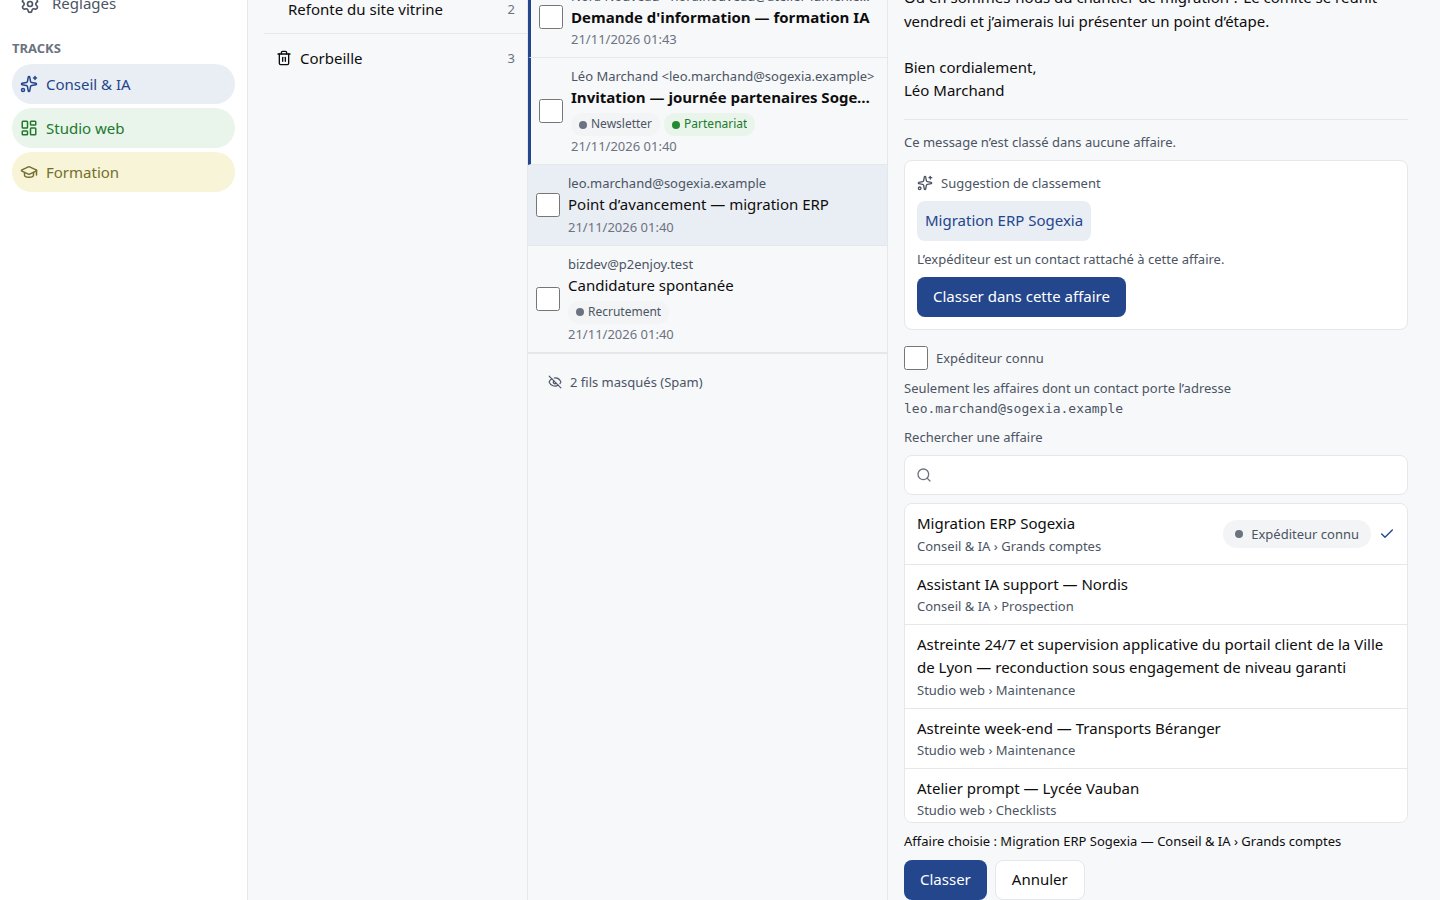 Réglages
TRACKS
Conseil & IA
Studio web
Formation
Refonte du site vitrine 2
Corbeille 3
Demande d'information — formation IA
21/11/2026 01:43
Léo Marchand <leo.marchand@sogexia.example>
Invitation — journée partenaires Soge…
Newsletter Partenariat
21/11/2026 01:40
leo.marchand@sogexia.example
Point d’avancement — migration ERP
21/11/2026 01:40
bizdev@p2enjoy.test
Candidature spontanée
Recrutement
21/11/2026 01:40
2 fils masqués (Spam)
vendredi et j’aimerais lui présenter un point d’étape.
Bien cordialement,
Léo Marchand
Ce message n’est classé dans aucune affaire.
Suggestion de classement
Migration ERP Sogexia
L’expéditeur est un contact rattaché à cette affaire.
Classer dans cette affaire
Expéditeur connu
Seulement les affaires dont un contact porte l’adresse
leo.marchand@sogexia.example
Rechercher une affaire
Migration ERP Sogexia
Conseil & IA › Grands comptes
Expéditeur connu
Assistant IA support — Nordis
Conseil & IA › Prospection
Astreinte 24/7 et supervision applicative du portail client de la Ville
de Lyon — reconduction sous engagement de niveau garanti
Studio web › Maintenance
Astreinte week-end — Transports Béranger
Studio web › Maintenance
Atelier prompt — Lycée Vauban
Studio web › Checklists
Affaire choisie : Migration ERP Sogexia — Conseil & IA › Grands comptes
Classer
Annuler